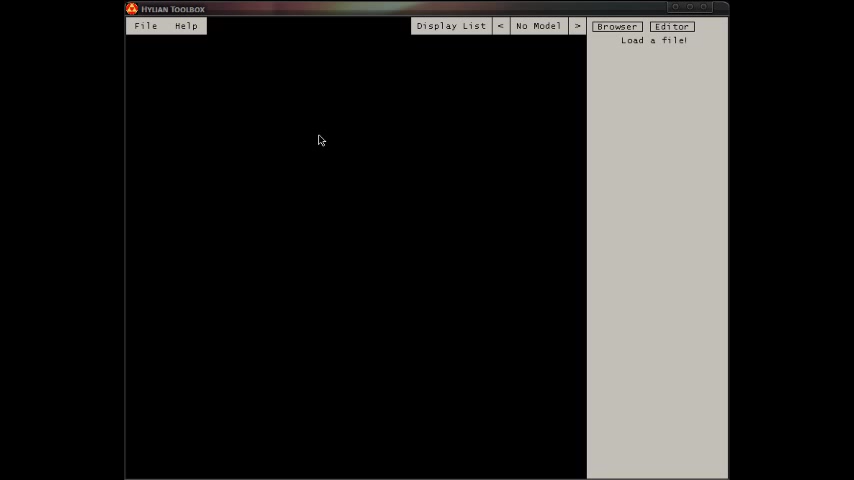 Hylian Toolbox
File Help Display List < No Model > Browser Editor
Load a file!